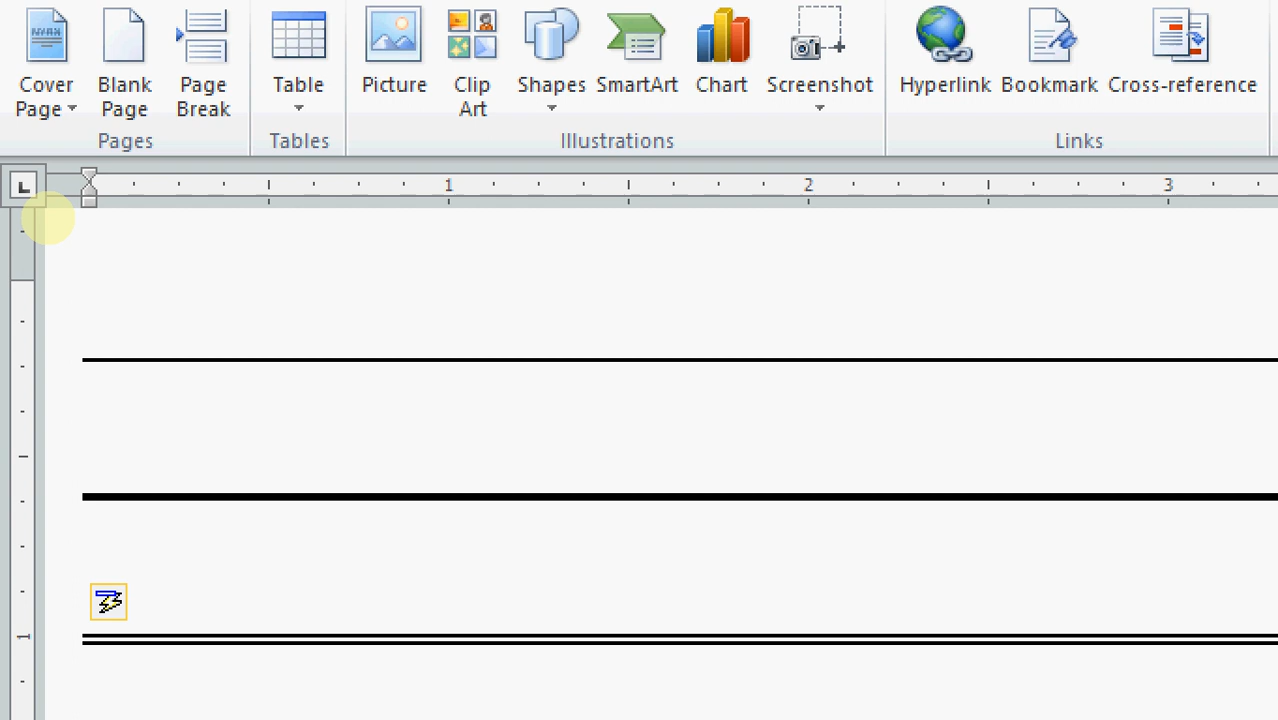 Cover Page
Blank Page
Page Break
Table
Picture
Clip Art
Shapes
SmartArt
Chart
Screenshot
Hyperlink
Bookmark
Cross-reference
Pages
Tables
Illustrations
Links
L
1 2 3
1